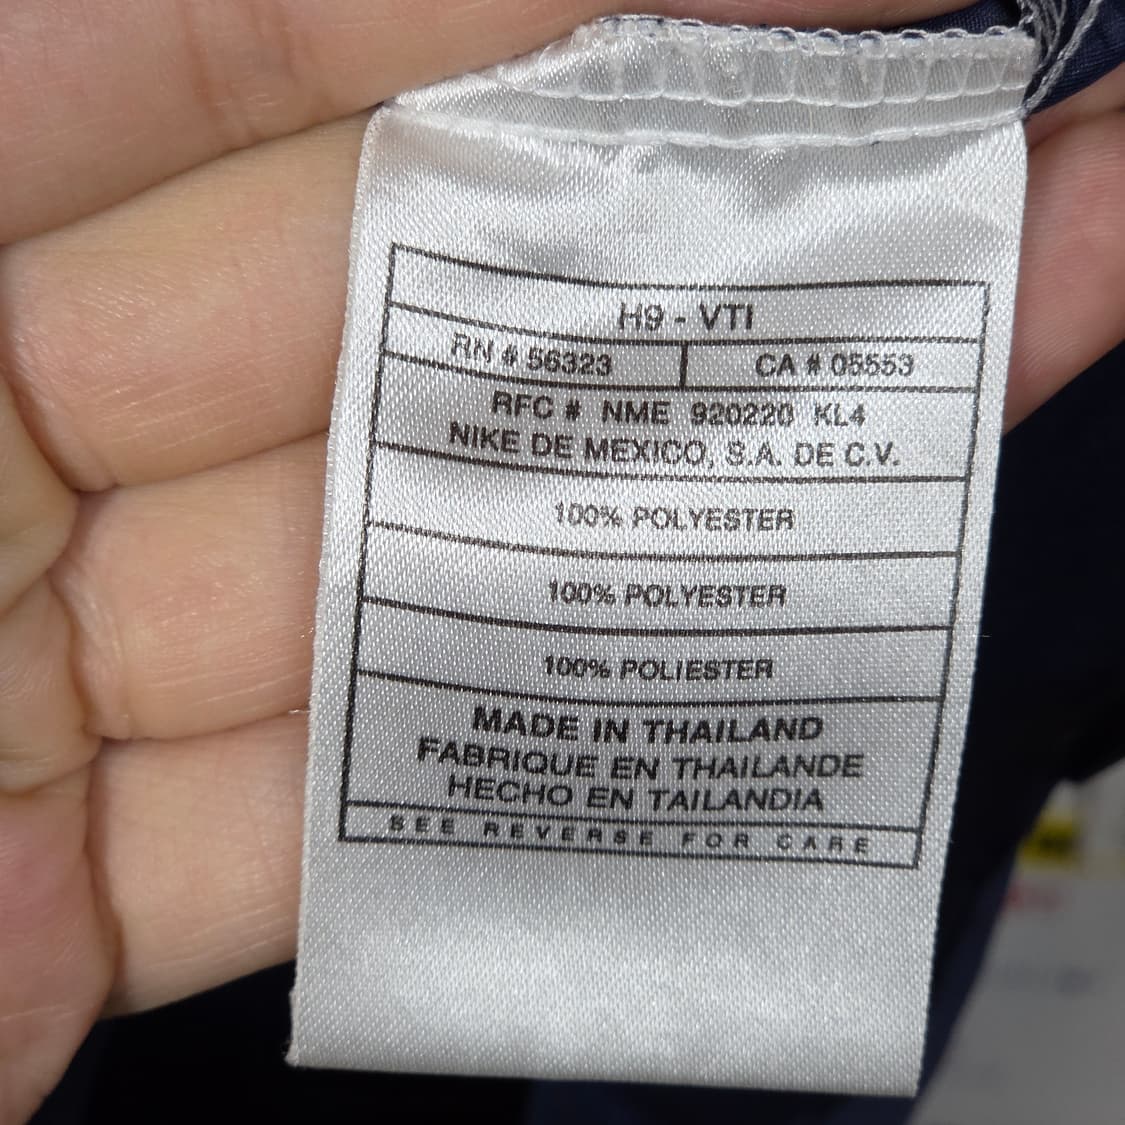 H9 - VTI
RN # 56323 CA # 05553
RFC # NME 920220 KL4
NIKE DE MEXICO, S.A. DE C.V.
100% POLYESTER
100% POLYESTER
100% POLIESTER
MADE IN THAILAND
FABRIQUE EN THAILANDE
HECHO EN TAILANDIA
SEE REVERSE FOR CARE